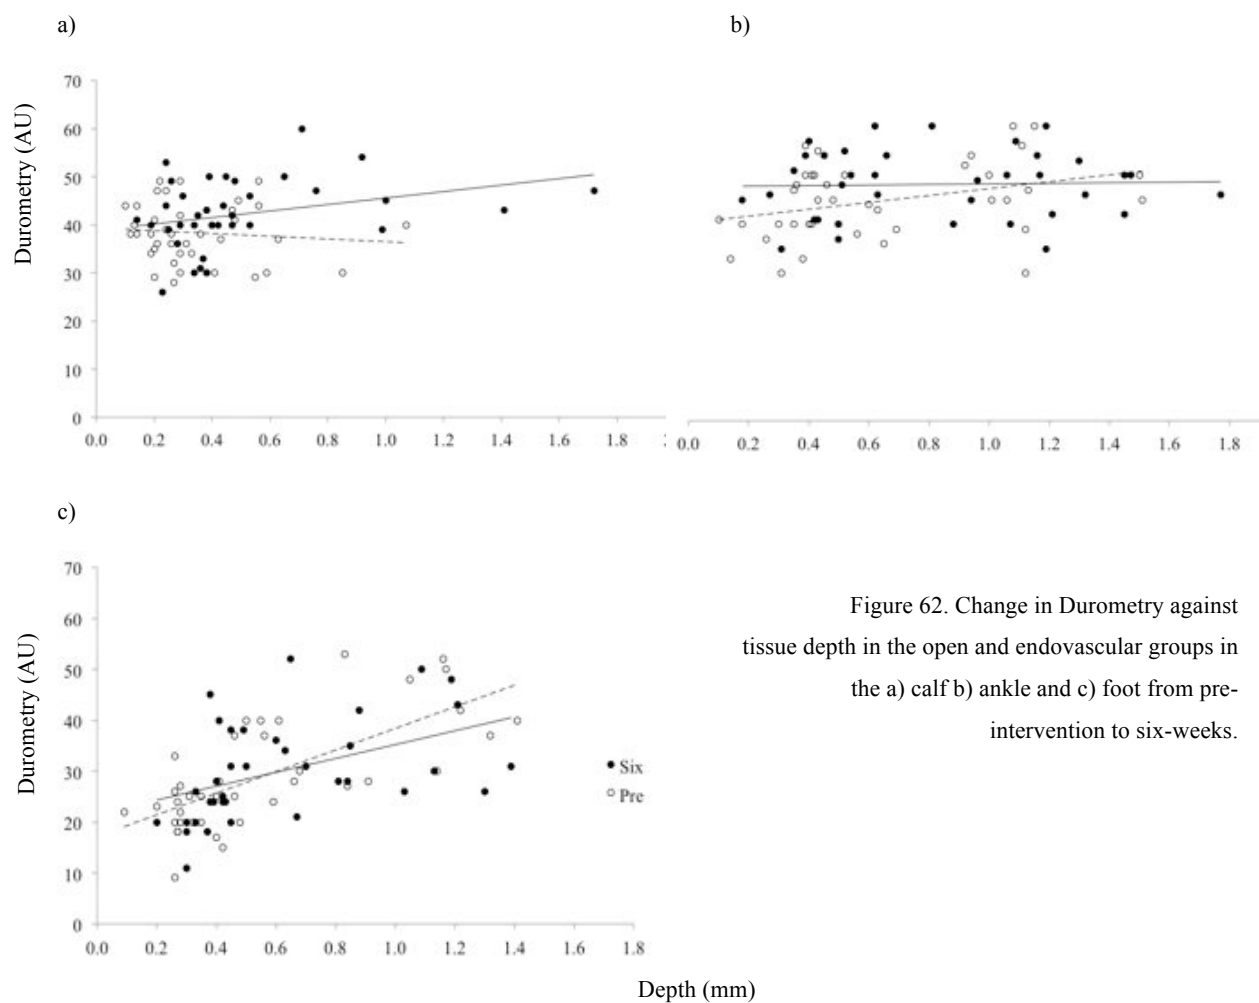 a)
b)
Durometry (AU)
70
60
50
40
30
20
10
0
0.0 0.2 0.4 0.6 0.8 1.0 1.2 1.4 1.6 1.8
0.0 0.2 0.4 0.6 0.8 1.0 1.2 1.4 1.6 1.8
c)
Durometry (AU)
70
60
50
40
30
20
10
0
0.0 0.2 0.4 0.6 0.8 1.0 1.2 1.4 1.6 1.8
Six
Pre
Depth (mm)
Figure 62. Change in Durometry against
tissue depth in the open and endovascular groups in
the a) calf b) ankle and c) foot from pre-
intervention to six-weeks.